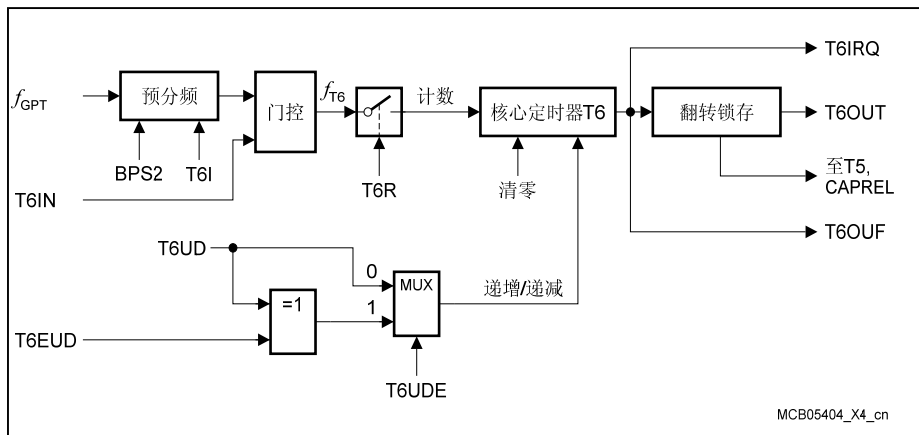 T6IRQ
f GPT
预分频
门控
f T6
计数
核心定时器T6
翻转锁存
T6OUT
BPS2
T6I
T6R
清零
至T5,
CAPREL
T6IN
T6OUF
T6UD
0
MUX
=1
1
递增/递减
T6EUD
T6UDE
MCB05404_X4_cn